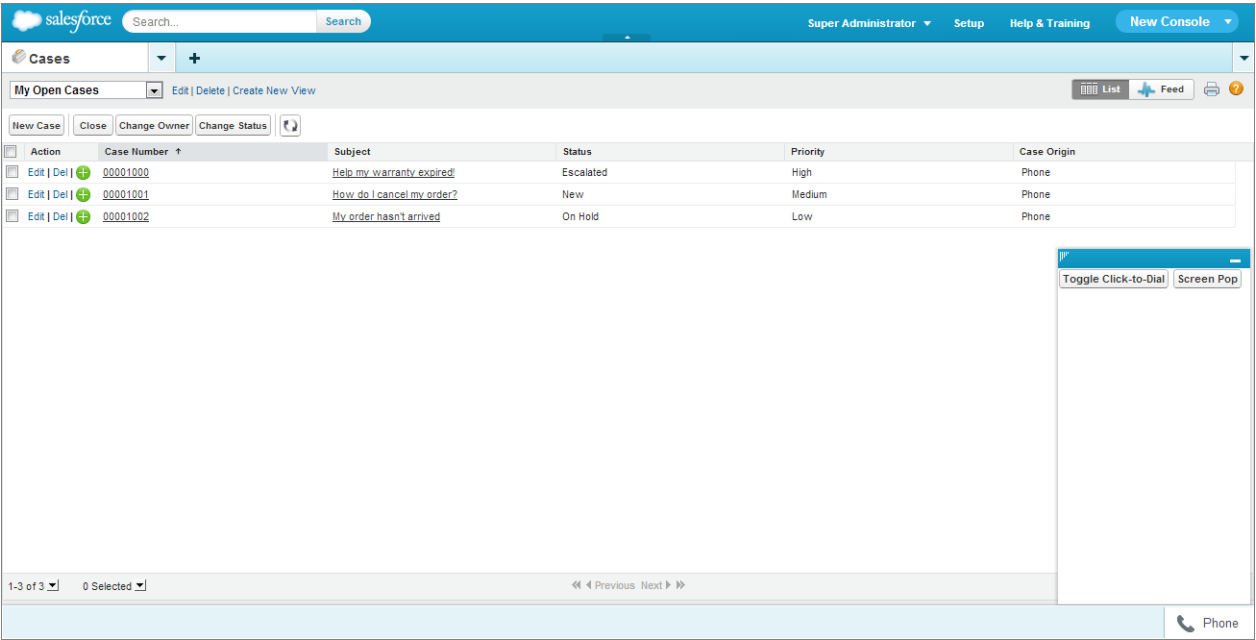 salesforce Search... Search Super Administrator Setup Help & Training New Console
Cases
My Open Cases Edit | Delete | Create New View List Feed
New Case Close Change Owner Change Status
Action Case Number Subject Status Priority Case Origin
Edit | Del | 00001000 Help my warranty expired! Escalated High Phone
Edit | Del | 00001001 How do I cancel my order? New Medium Phone
Edit | Del | 00001002 My order hasn't arrived On Hold Low Phone
Toggle Click-to-Dial Screen Pop
1-3 of 3 0 Selected Previous Next
Phone